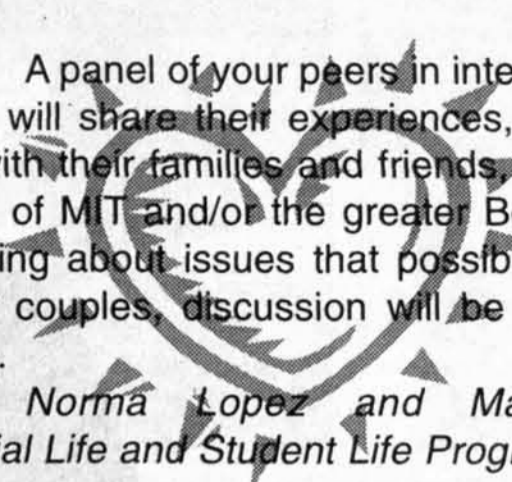 A panel of your peers in inte
will share their experiences,
ith their families and friends,
of MIT and/or the greater B
ing about issues that possib
couples, discussion will be
.
Norma Lopez and Ma
ial Life and Student Life Prog